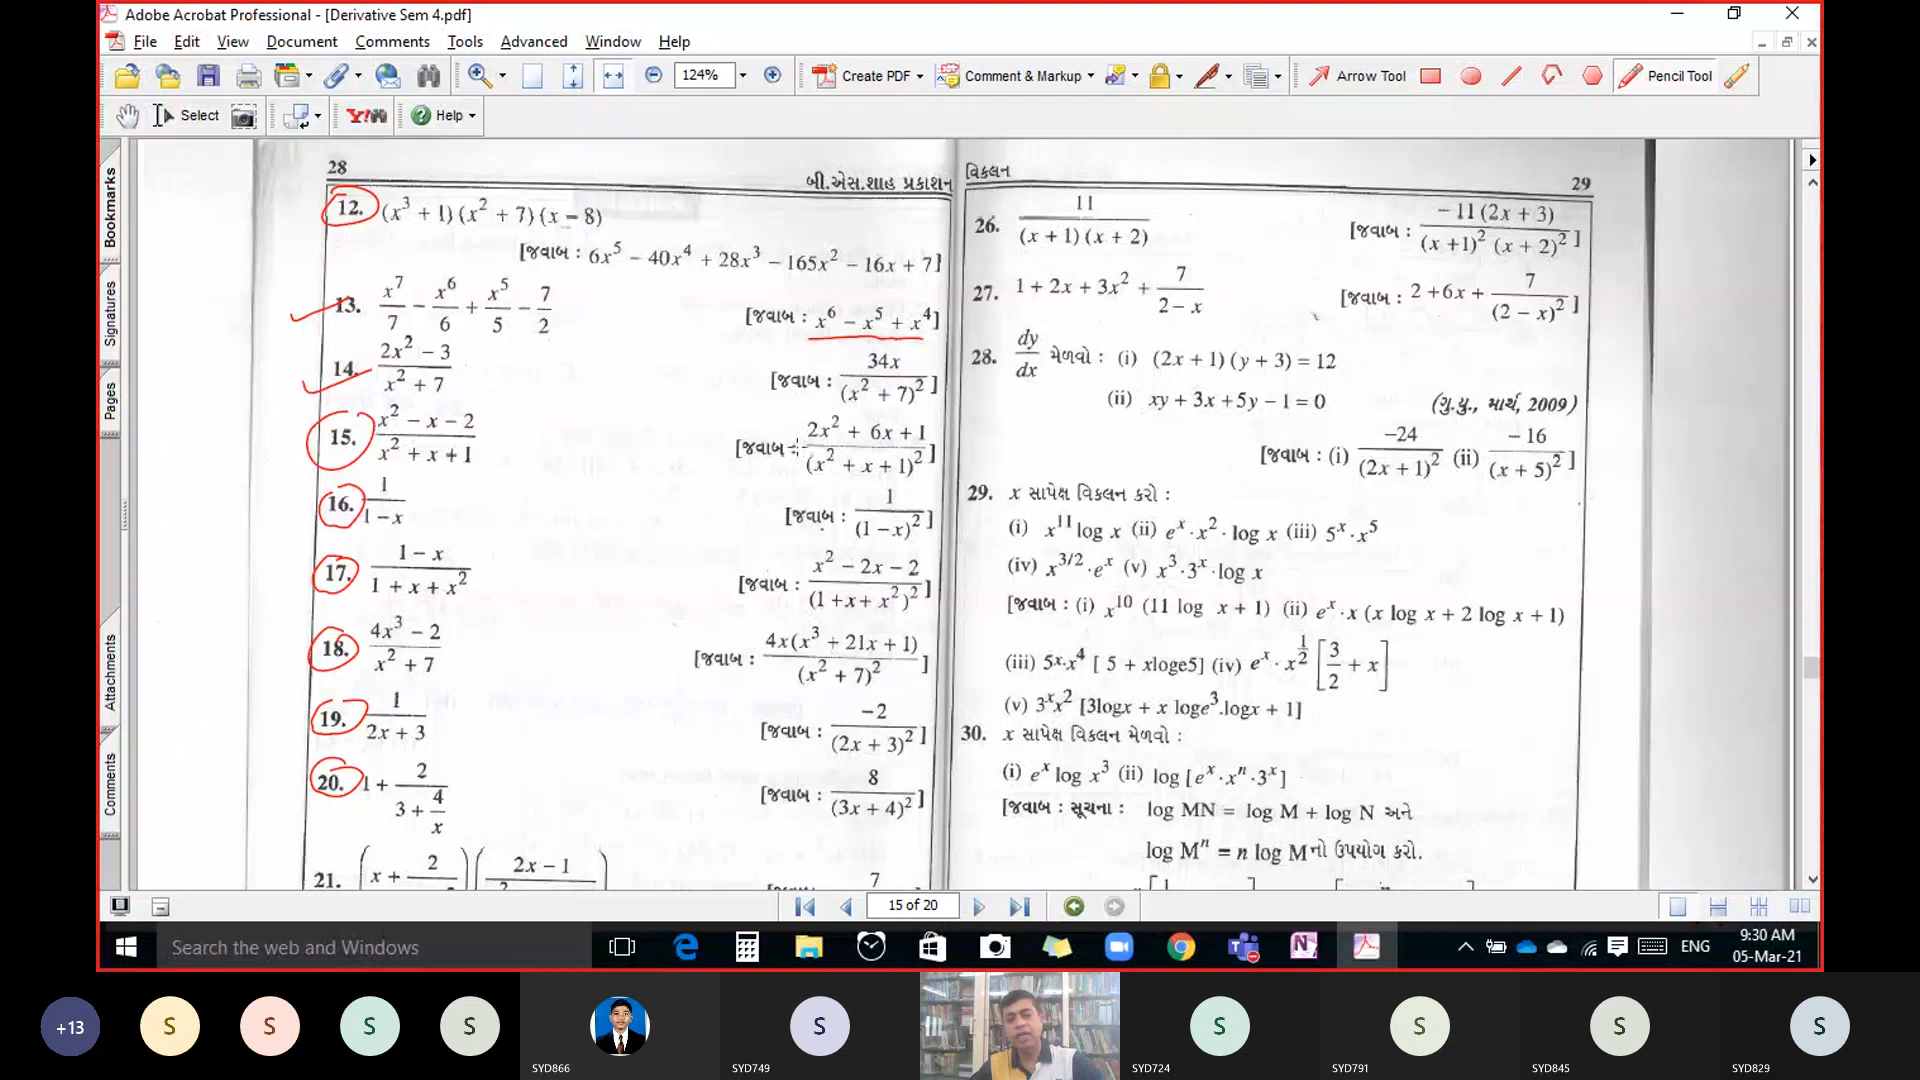 Adobe Acrobat Professional - [Derivative Sem 4.pdf]
File Edit View Document Comments Tools Advanced Window Help
124% Create PDF Comment & Markup Arrow Tool Pencil Tool
Select Y! Help
Bookmarks
Signatures
Pages
Attachments
Comments
28
બી.એસ.શાહ પ્રકાશન
12. (x³ + 1) (x² + 7) (x – 8)
[જવાબ : 6x⁵ – 40x⁴ + 28x³ – 165x² – 16x + 7]
13. x⁷/7 – x⁶/6 + x⁵/5 – 7/2
[જવાબ : x⁶ – x⁵ + x⁴]
14. (2x² – 3)/(x² + 7)
[જવાબ : 34x/(x² + 7)²]
15. (x² – x – 2)/(x² + x + 1)
[જવાબ : (2x² + 6x + 1)/(x² + x + 1)²]
16. 1/(1 – x)
[જવાબ : 1/(1 – x)²]
17. (1 – x)/(1 + x + x²)
[જવાબ : (x² – 2x – 2)/(1 + x + x²)²]
18. (4x³ – 2)/(x² + 7)
[જવાબ : 4x(x³ + 21x + 1)/(x² + 7)²]
19. 1/(2x + 3)
[જવાબ : –2/(2x + 3)²]
20. 1 + 2/(3 + 4/x)
[જવાબ : 8/(3x + 4)²]
21. (x + 2 (2x – 1
[જવાબ : 7
વિકલન
29
26. 11/((x + 1) (x + 2))
[જવાબ : – 11 (2x + 3)/((x +1)² (x + 2)²)]
27. 1 + 2x + 3x² + 7/(2 – x)
[જવાબ : 2 +6x + 7/(2 – x)²]
28. dy/dx મેળવો : (i) (2x + 1) (y + 3) = 12
(ii) xy + 3x +5y – 1 = 0 (ગુ.યુ., માર્ચ, 2009)
[જવાબ : (i) –24/(2x + 1)² (ii) – 16/(x + 5)²]
29. x સાપેક્ષ વિકલન કરો :
(i) x¹¹ log x (ii) eˣ · x² · log x (iii) 5ˣ · x⁵
(iv) x^3/2 · eˣ (v) x³ · 3ˣ · log x
[જવાબ : (i) x¹⁰ (11 log x + 1) (ii) eˣ · x (x log x + 2 log x + 1)
(iii) 5ˣ·x⁴ [ 5 + xloge5] (iv) eˣ · x^1/2 [3/2 + x]
(v) 3ˣx² [3logx + x loge³.logx + 1]
30. x સાપેક્ષ વિકલન મેળવો :
(i) eˣ log x³ (ii) log [eˣ · xⁿ · 3ˣ]
[જવાબ : સૂચના : log MN = log M + log N અને
log Mⁿ = n log M નો ઉપયોગ કરો.
15 of 20
Search the web and Windows
ENG
9:30 AM
05-Mar-21
+13 S S S S S S S S S
SYD866 SYD749 SYD724 SYD791 SYD845 SYD829